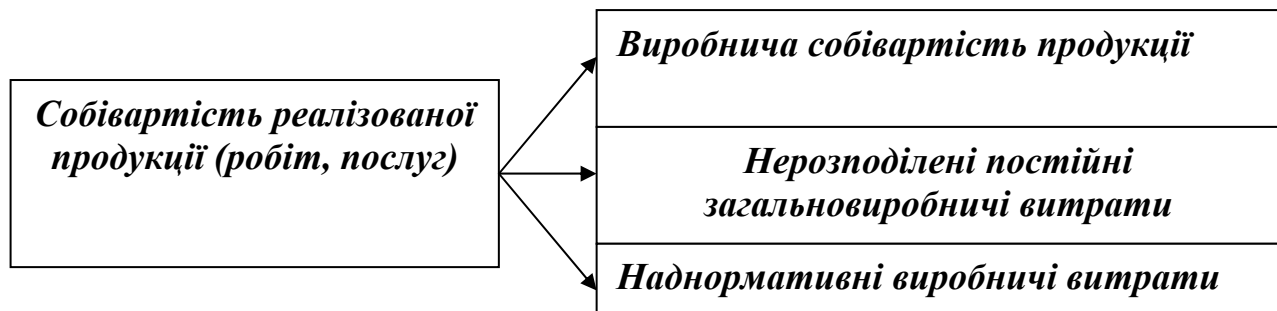 Собівартість реалізованої
продукції (робіт, послуг)
Виробнича собівартість продукції
Нерозподілені постійні
загальновиробничі витрати
Наднормативні виробничі витрати